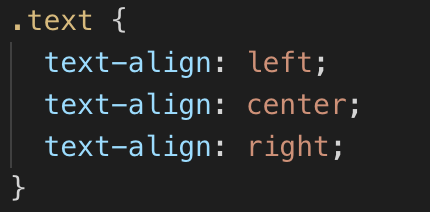 .text {
  text-align: left;
  text-align: center;
  text-align: right;
}